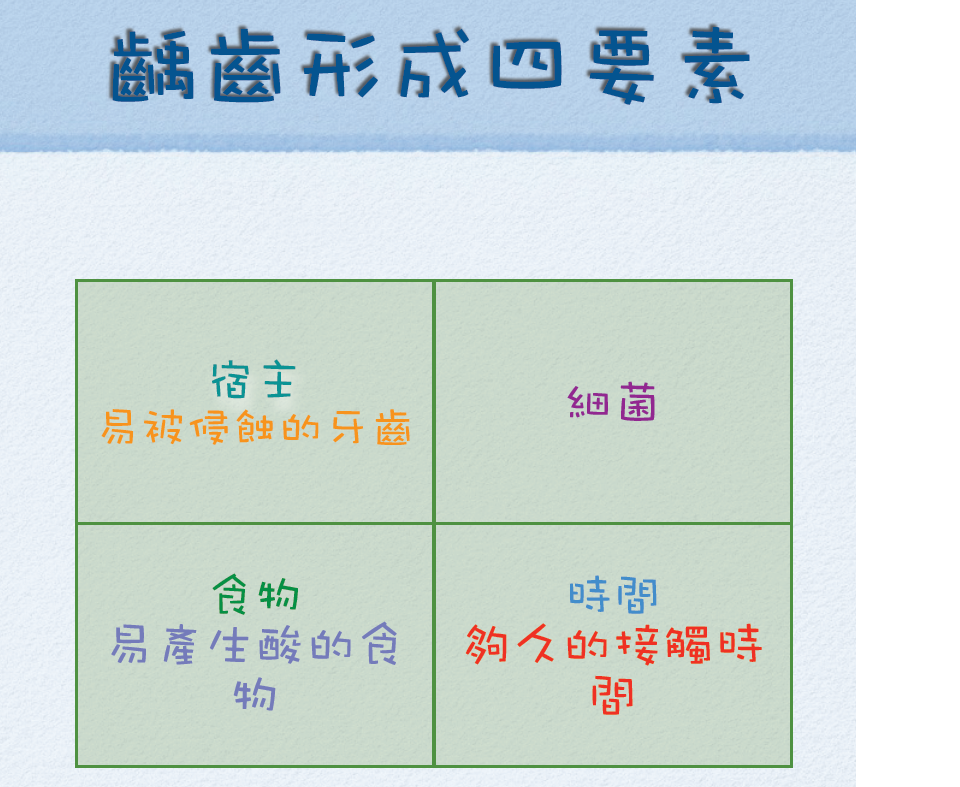 齲齒形成四要素
宿主
易被侵蝕的牙齒
細菌
食物
易產生酸的食
物
時間
夠久的接觸時
間